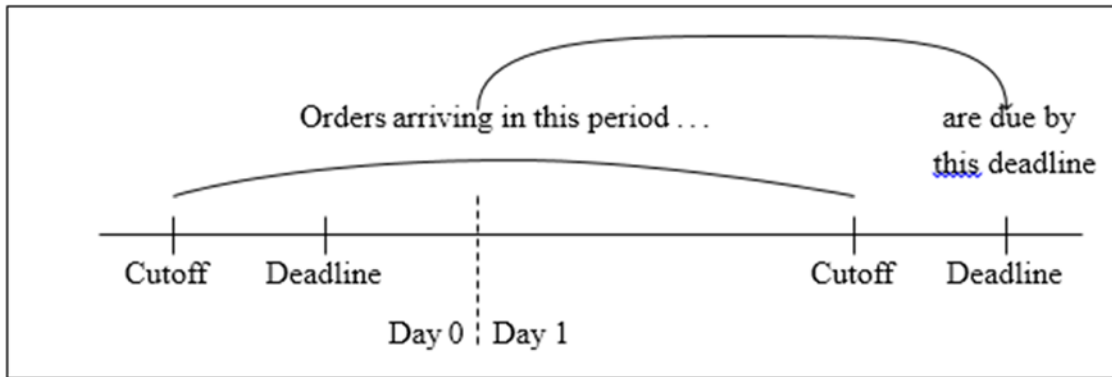 Orders arriving in this period ...
are due by
this deadline
Cutoff Deadline Cutoff Deadline
Day 0 Day 1